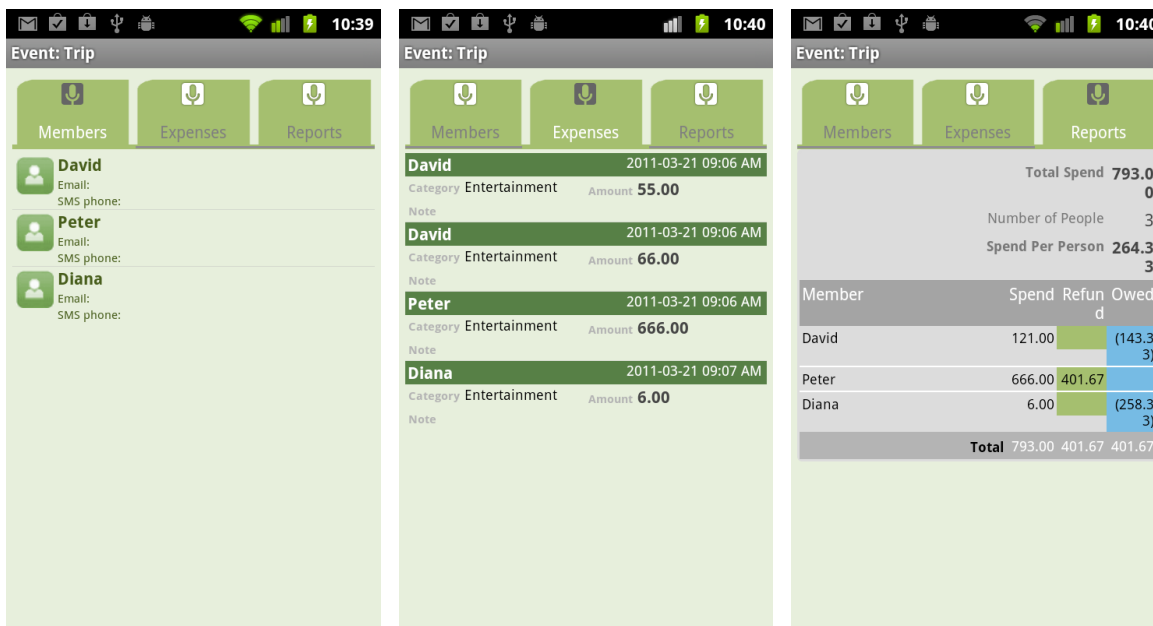 10:39
Event: Trip
Members Expenses Reports
David
Email:
SMS phone:
Peter
Email:
SMS phone:
Diana
Email:
SMS phone:
10:40
Event: Trip
Members Expenses Reports
David 2011-03-21 09:06 AM
Category Entertainment Amount 55.00
Note
David 2011-03-21 09:06 AM
Category Entertainment Amount 66.00
Note
Peter 2011-03-21 09:06 AM
Category Entertainment Amount 666.00
Note
Diana 2011-03-21 09:07 AM
Category Entertainment Amount 6.00
Note
10:40
Event: Trip
Members Expenses Reports
Total Spend 793.0
0
Number of People 3
Spend Per Person 264.3
3
Member Spend Refun Owed
d
David 121.00 (143.3
3)
Peter 666.00 401.67
Diana 6.00 (258.3
3)
Total 793.00 401.67 401.67